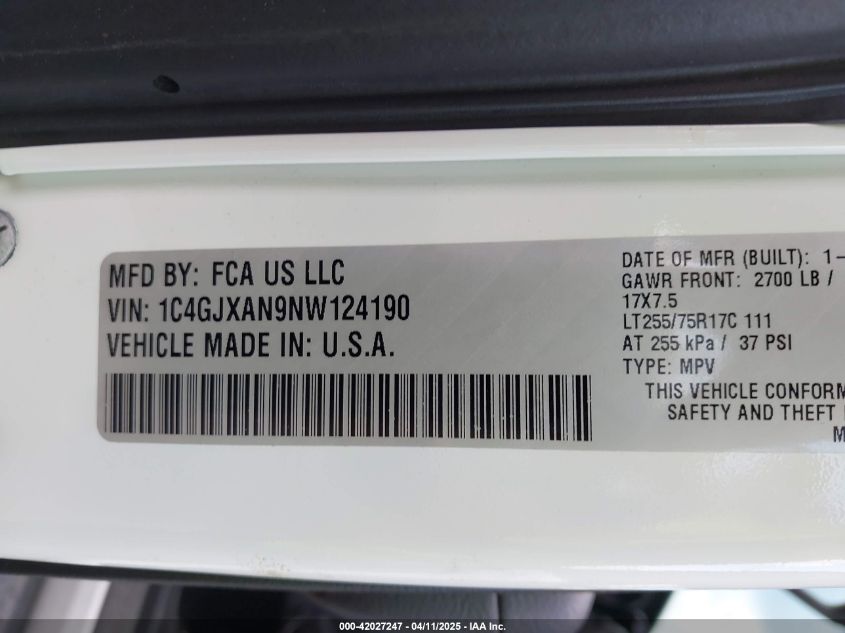 MFD BY: FCA US LLC
VIN: 1C4GJXAN9NW124190
VEHICLE MADE IN: U.S.A.
DATE OF MFR (BUILT): 1-
GAWR FRONT: 2700 LB /
17X7.5
LT255/75R17C 111
AT 255 kPa / 37 PSI
TYPE: MPV
THIS VEHICLE CONFORM
SAFETY AND THEFT
M
000-42027247 - 04/11/2025 - IAA Inc.